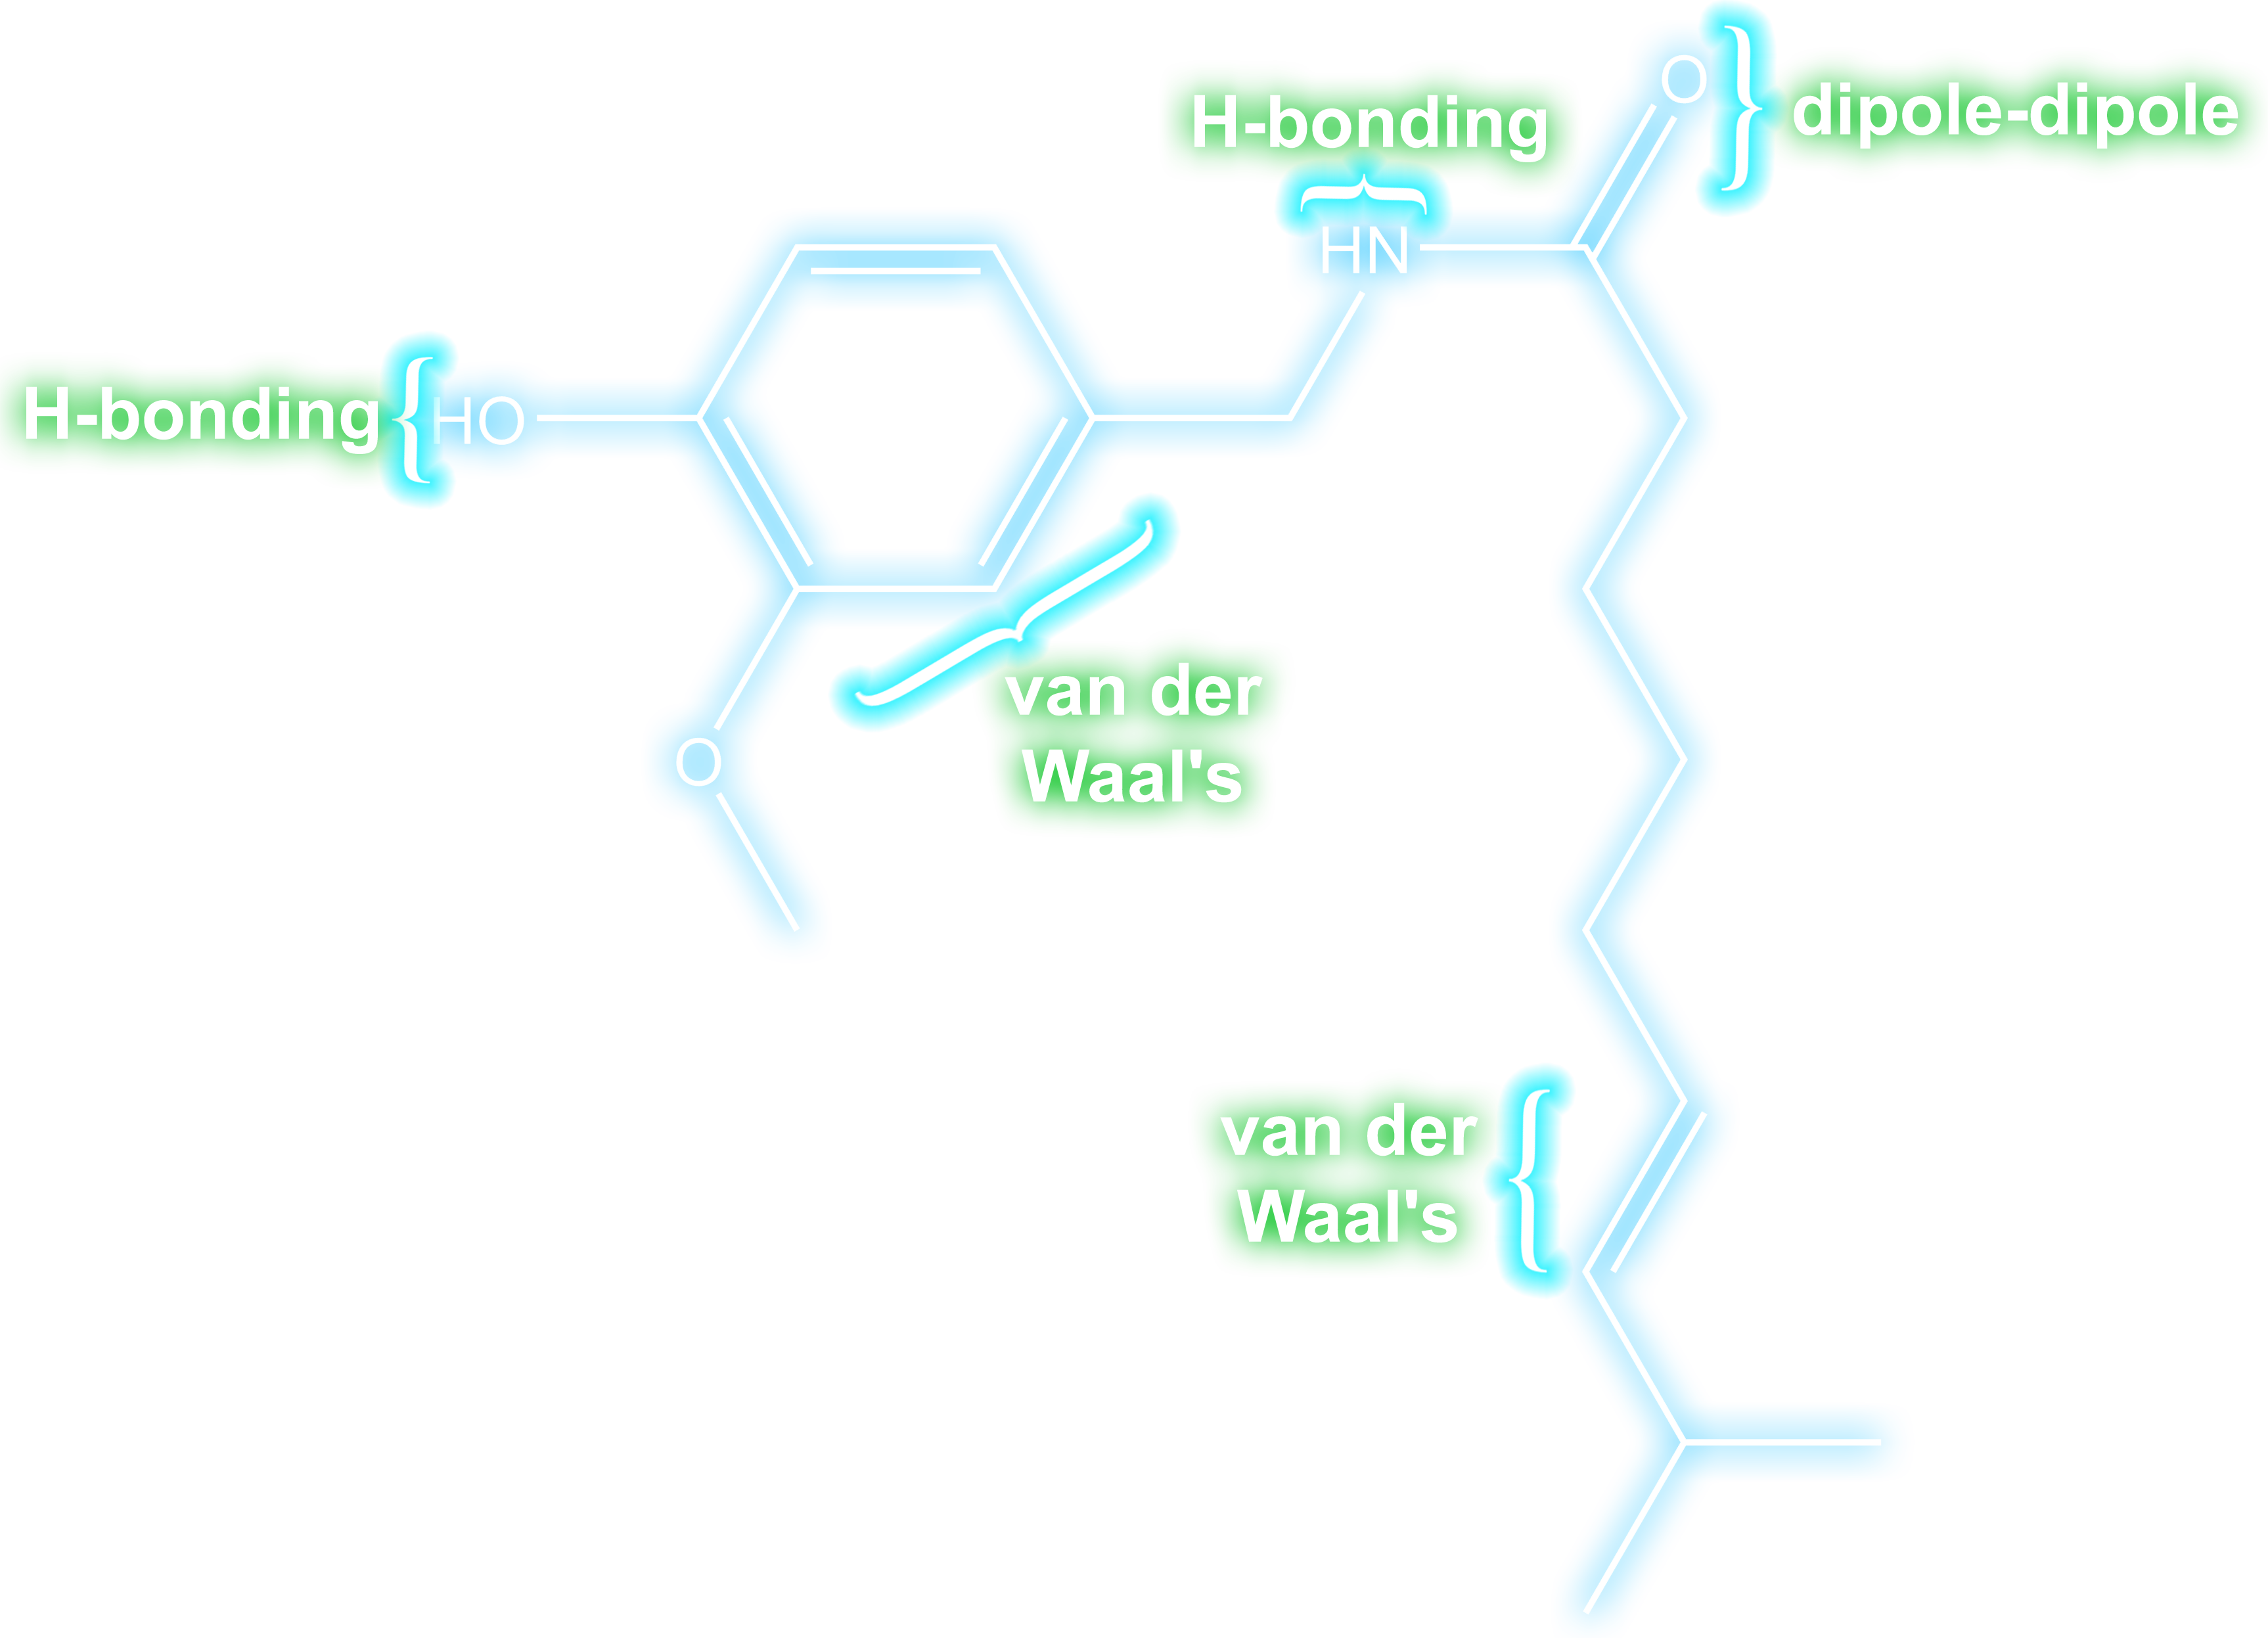 O
dipole-dipole
H-bonding
HN
H-bonding
HO
van der
Waal's
O
van der
Waal's